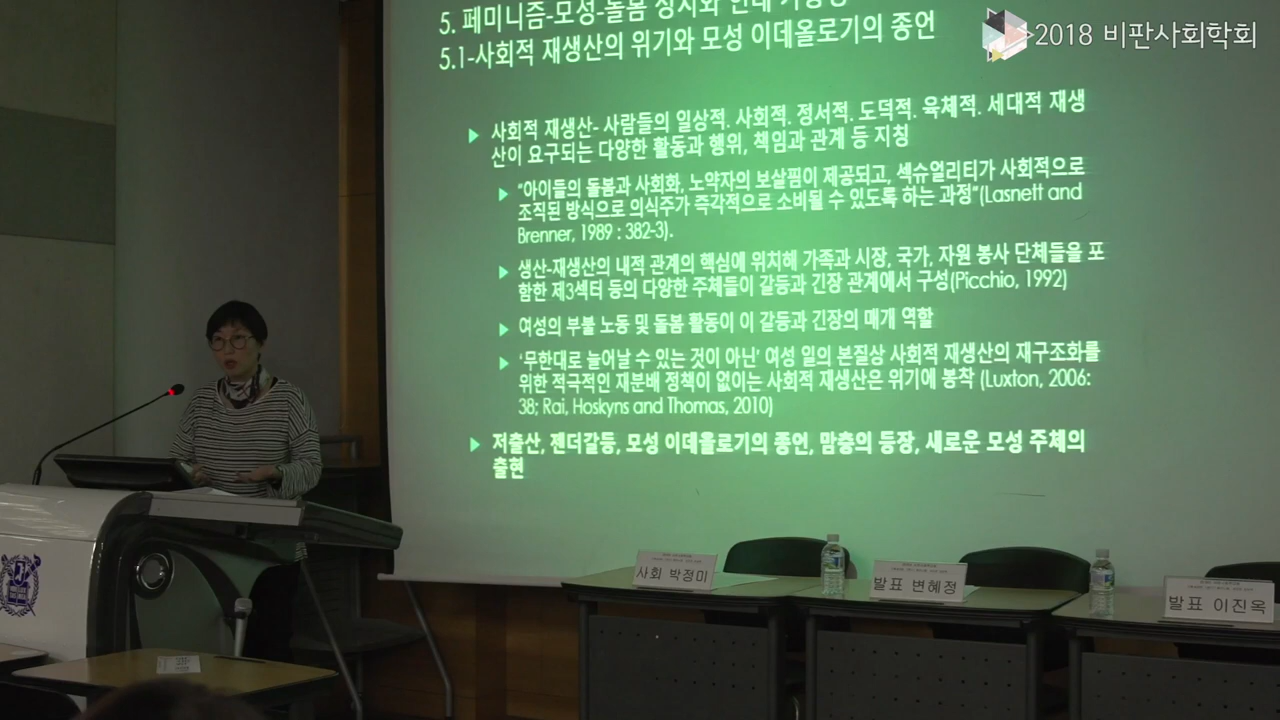 5. 페미니즘-모성-돌봄 정치와 연대 가능성
5.1-사회적 재생산의 위기와 모성 이데올로기의 종언
2018 비판사회학회
사회적 재생산- 사람들의 일상적. 사회적. 정서적. 도덕적. 육체적. 세대적 재생
산이 요구되는 다양한 활동과 행위, 책임과 관계 등 지칭
“아이들의 돌봄과 사회화, 노약자의 보살핌이 제공되고, 섹슈얼리티가 사회적으로
조직된 방식으로 의식주가 즉각적으로 소비될 수 있도록 하는 과정”(Lasnett and
Brenner, 1989 : 382-3).
생산-재생산의 내적 관계의 핵심에 위치해 가족과 시장, 국가, 자원 봉사 단체들을 포
함한 제3섹터 등의 다양한 주체들이 갈등과 긴장 관계에서 구성(Picchio, 1992)
여성의 부불 노동 및 돌봄 활동이 이 갈등과 긴장의 매개 역할
‘무한대로 늘어날 수 있는 것이 아닌’ 여성 일의 본질상 사회적 재생산의 재구조화를
위한 적극적인 재분배 정책이 없이는 사회적 재생산은 위기에 봉착 (Luxton, 2006:
38; Rai, Hoskyns and Thomas, 2010)
저출산, 젠더갈등, 모성 이데올로기의 종언, 맘충의 등장, 새로운 모성 주체의
출현
사회 박정미
발표 변혜정
발표 이진옥